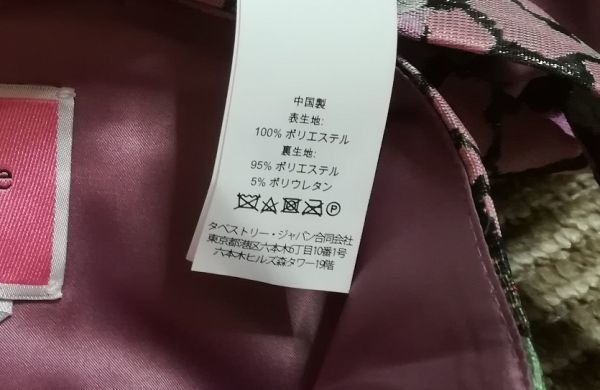 中国製
表生地:
100% ポリエステル
裏生地:
95% ポリエステル
5% ポリウレタン
P
タペストリー・ジャパン合同会社
東京都港区六本木6丁目10番1号
六本木ヒルズ森タワー19階
e